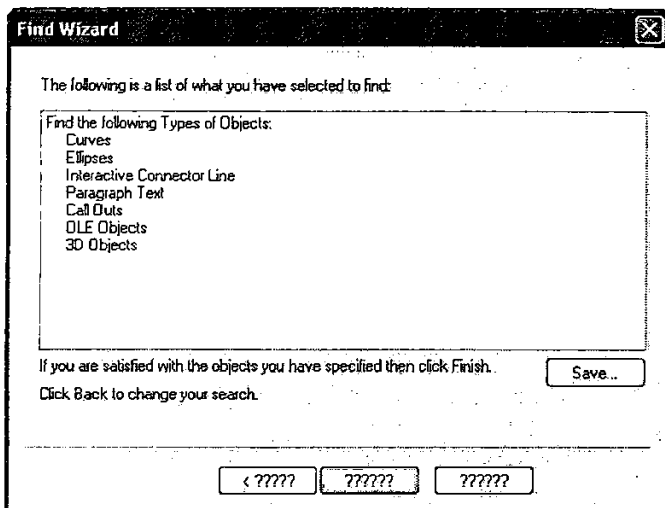 Find Wizard
The following is a list of what you have selected to find:
Find the following Types of Objects:
Curves
Ellipses
Interactive Connector Line
Paragraph Text
Call Outs
OLE Objects
3D Objects
If you are satisfied with the objects you have specified then click Finish.
Save...
Click Back to change your search.
< ?????
??????
??????